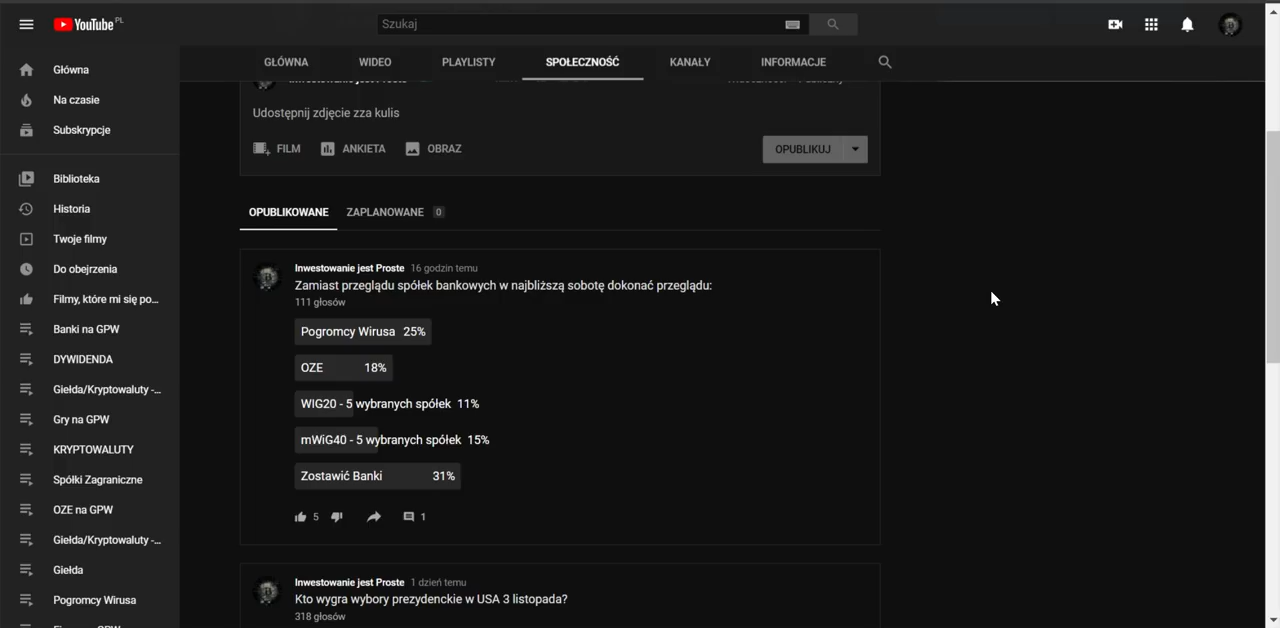 YouTube PL
Szukaj
GŁÓWNA WIDEO PLAYLISTY SPOŁECZNOŚĆ KANAŁY INFORMACJE
Główna
Na czasie
Subskrypcje
Biblioteka
Historia
Twoje filmy
Do obejrzenia
Filmy, które mi się po...
Banki na GPW
DYWIDENDA
Giełda/Kryptowaluty -...
Gry na GPW
KRYPTOWALUTY
Spółki Zagraniczne
OZE na GPW
Giełda/Kryptowaluty -...
Giełda
Pogromcy Wirusa
Udostępnij zdjęcie zza kulis
FILM ANKIETA OBRAZ OPUBLIKUJ
OPUBLIKOWANE ZAPLANOWANE 0
Inwestowanie jest Proste 16 godzin temu
Zamiast przeglądu spółek bankowych w najbliższą sobotę dokonać przeglądu:
111 głosów
Pogromcy Wirusa 25%
OZE 18%
WIG20 - 5 wybranych spółek 11%
mWiG40 - 5 wybranych spółek 15%
Zostawić Banki 31%
5 1
Inwestowanie jest Proste 1 dzień temu
Kto wygra wybory prezydenckie w USA 3 listopada?
318 głosów